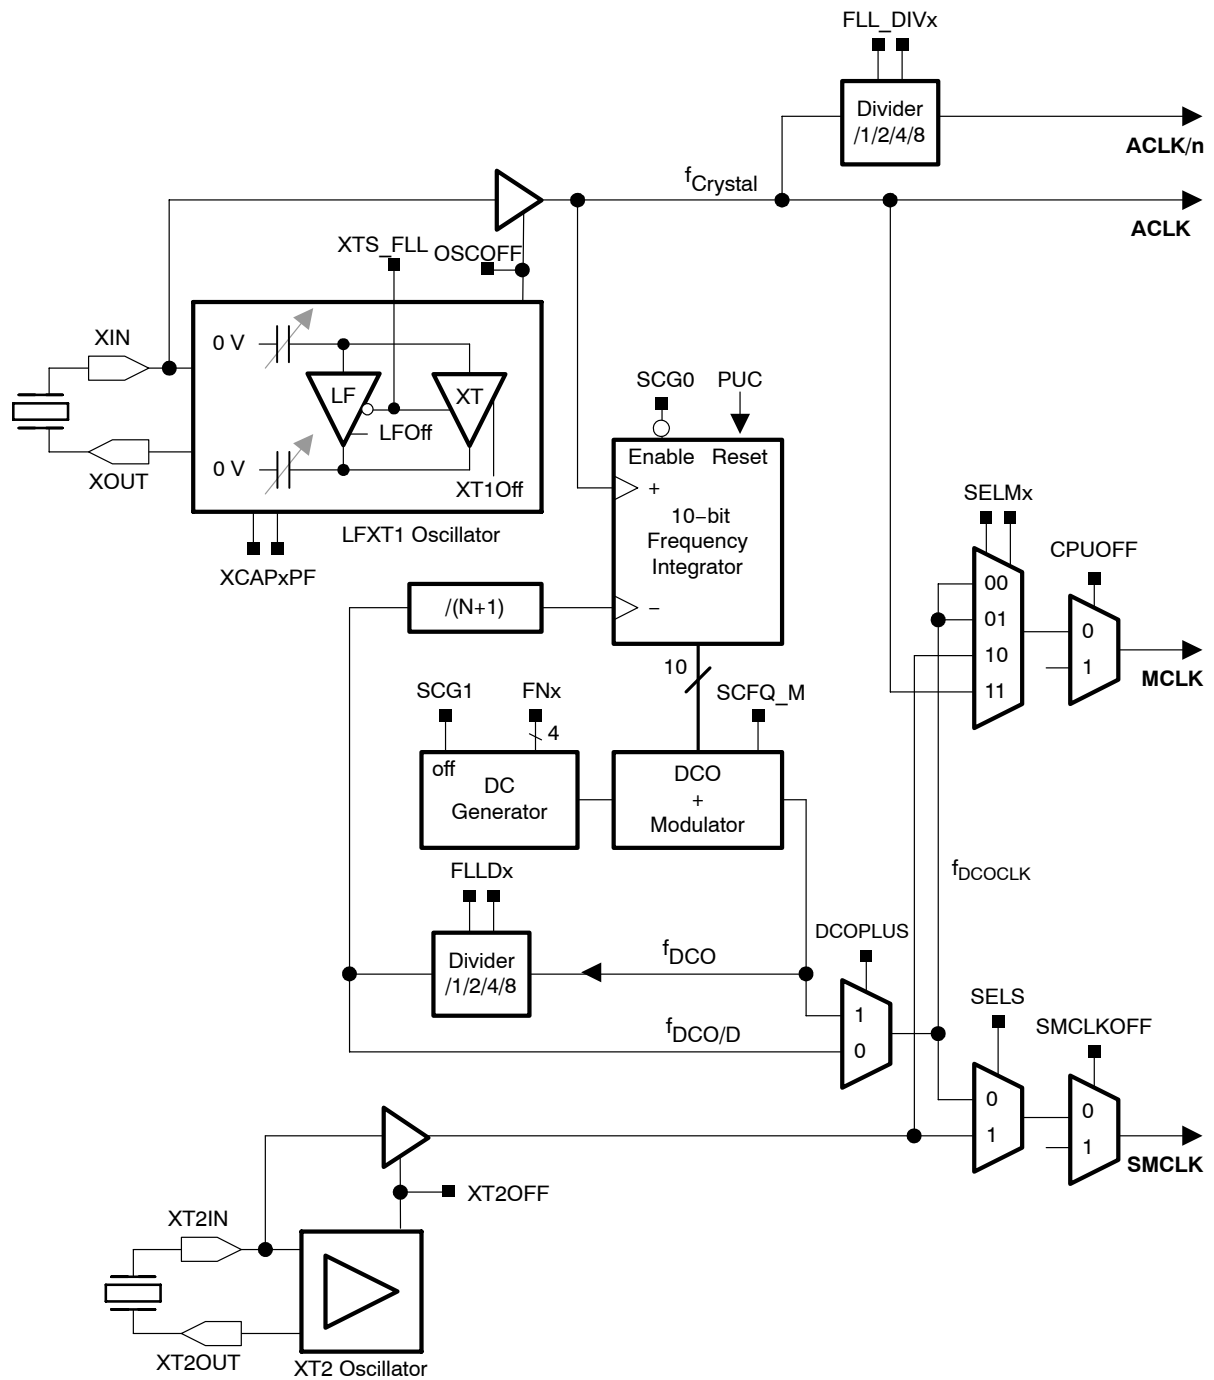 FLL_DIVx
Divider
/1/2/4/8
ACLK/n
fCrystal
ACLK
XTS_FLL
OSCOFF
XIN
0 V
LF
XT
LFOff
0 V
XT1Off
XOUT
LFXT1 Oscillator
XCAPxPF
SCG0
PUC
Enable
Reset
+
10−bit
Frequency
Integrator
−
/(N+1)
SELMx
00
01
10
11
CPUOFF
0
1
MCLK
10
SCG1
FNx
4
SCFQ_M
off
DC
Generator
DCO
+
Modulator
fDCOCLK
FLLDx
Divider
/1/2/4/8
fDCO
fDCO/D
DCOPLUS
1
0
SELS
0
1
SMCLKOFF
0
1
SMCLK
XT2OFF
XT2IN
XT2OUT
XT2 Oscillator